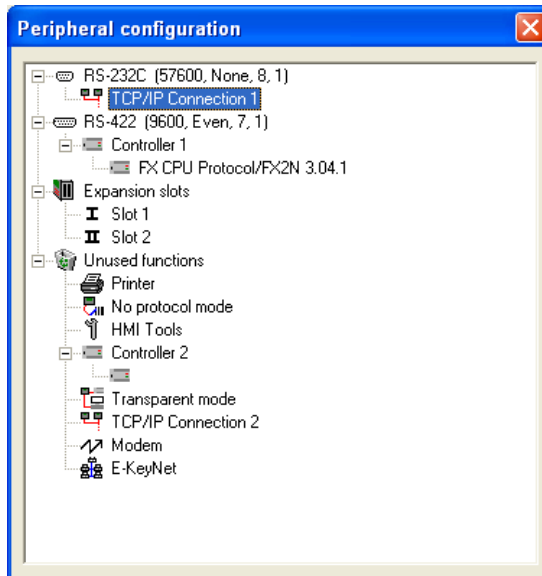 Peripheral configuration
RS-232C (57600, None, 8, 1)
TCP/IP Connection 1
RS-422 (9600, Even, 7, 1)
Controller 1
FX CPU Protocol/FX2N 3.04.1
Expansion slots
I Slot 1
II Slot 2
Unused functions
Printer
No protocol mode
HMI Tools
Controller 2
Transparent mode
TCP/IP Connection 2
Modem
E-KeyNet